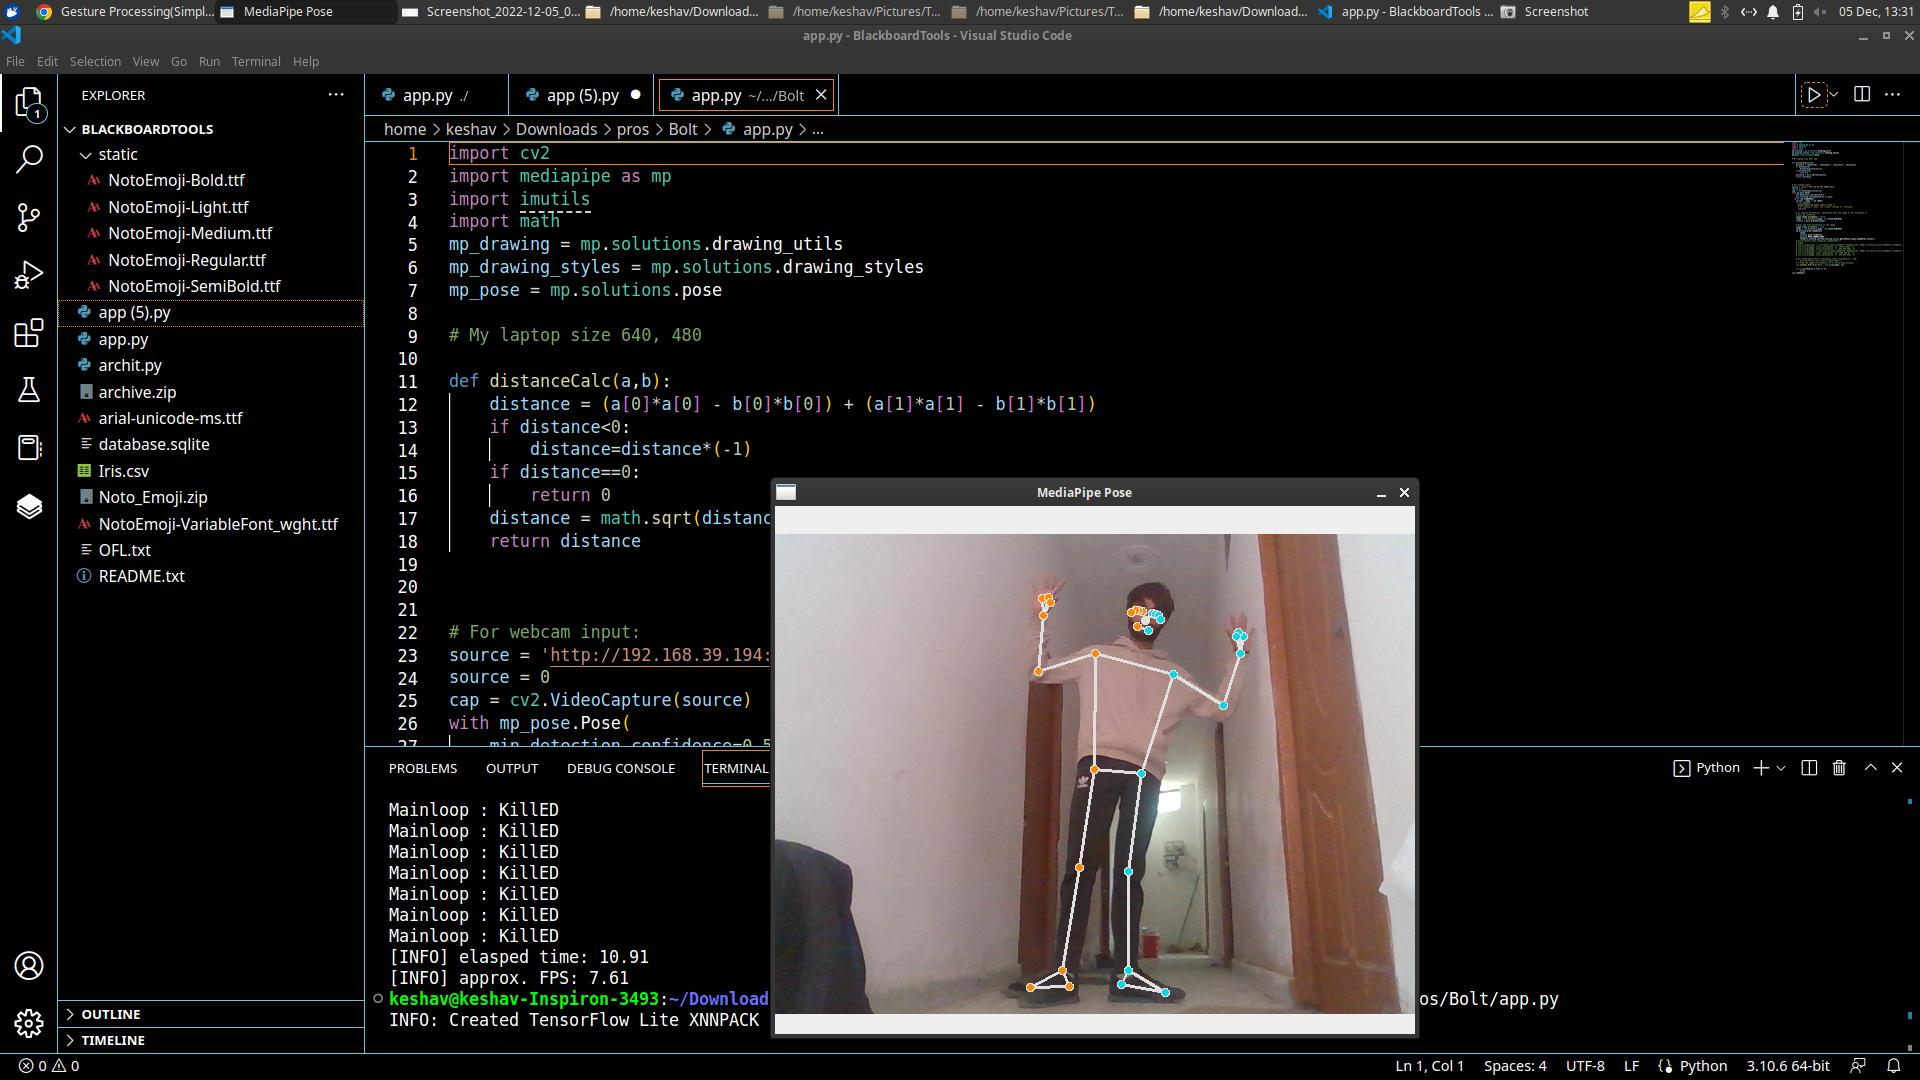 Gesture Processing(Simpl... MediaPipe Pose Screenshot_2022-12-05_0... /home/keshav/Download... /home/keshav/Pictures/T... /home/keshav/Pictures/T... /home/keshav/Download... app.py - BlackboardTools ... Screenshot 05 Dec, 13:31
app.py - BlackboardTools - Visual Studio Code
File Edit Selection View Go Run Terminal Help
EXPLORER ...
1
BLACKBOARDTOOLS
static
NotoEmoji-Bold.ttf
NotoEmoji-Light.ttf
NotoEmoji-Medium.ttf
NotoEmoji-Regular.ttf
NotoEmoji-SemiBold.ttf
app (5).py
app.py
archit.py
archive.zip
arial-unicode-ms.ttf
database.sqlite
Iris.csv
Noto_Emoji.zip
NotoEmoji-VariableFont_wght.ttf
OFL.txt
README.txt
OUTLINE
TIMELINE
app.py ./ app (5).py app.py ~/.../Bolt
home > keshav > Downloads > pros > Bolt > app.py > ...
1 import cv2
2 import mediapipe as mp
3 import imutils
4 import math
5 mp_drawing = mp.solutions.drawing_utils
6 mp_drawing_styles = mp.solutions.drawing_styles
7 mp_pose = mp.solutions.pose
8
9 # My laptop size 640, 480
10
11 def distanceCalc(a,b):
12 distance = (a[0]*a[0] - b[0]*b[0]) + (a[1]*a[1] - b[1]*b[1])
13 if distance<0:
14 distance=distance*(-1)
15 if distance==0:
16 return 0
17 distance = math.sqrt(distanc
18 return distance
19
20
21
22 # For webcam input:
23 source = 'http://192.168.39.194:
24 source = 0
25 cap = cv2.VideoCapture(source)
26 with mp_pose.Pose(
27 min_detection_confidence=0.5
MediaPipe Pose
PROBLEMS OUTPUT DEBUG CONSOLE TERMINAL Python
Mainloop : KillED
Mainloop : KillED
Mainloop : KillED
Mainloop : KillED
Mainloop : KillED
Mainloop : KillED
Mainloop : KillED
[INFO] elasped time: 10.91
[INFO] approx. FPS: 7.61
keshav@keshav-Inspiron-3493:~/Download os/Bolt/app.py
INFO: Created TensorFlow Lite XNNPACK
0 0 Ln 1, Col 1 Spaces: 4 UTF-8 LF Python 3.10.6 64-bit